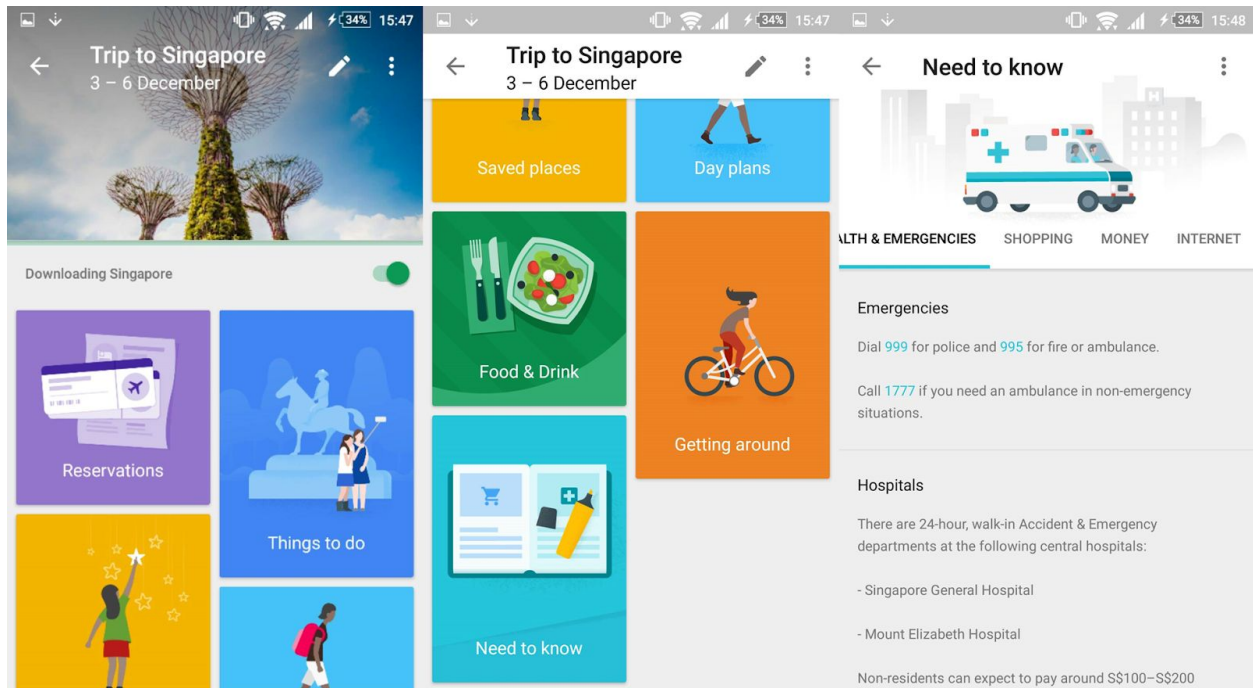 34% 15:47
Trip to Singapore
3 – 6 December
Downloading Singapore
Reservations
Things to do
34% 15:47
Trip to Singapore
3 – 6 December
Saved places
Day plans
Food & Drink
Getting around
Need to know
34% 15:48
Need to know
H
ALTH & EMERGENCIES SHOPPING MONEY INTERNET
Emergencies
Dial 999 for police and 995 for fire or ambulance.
Call 1777 if you need an ambulance in non-emergency
situations.
Hospitals
There are 24-hour, walk-in Accident & Emergency
departments at the following central hospitals:
- Singapore General Hospital
- Mount Elizabeth Hospital
Non-residents can expect to pay around S$100–S$200